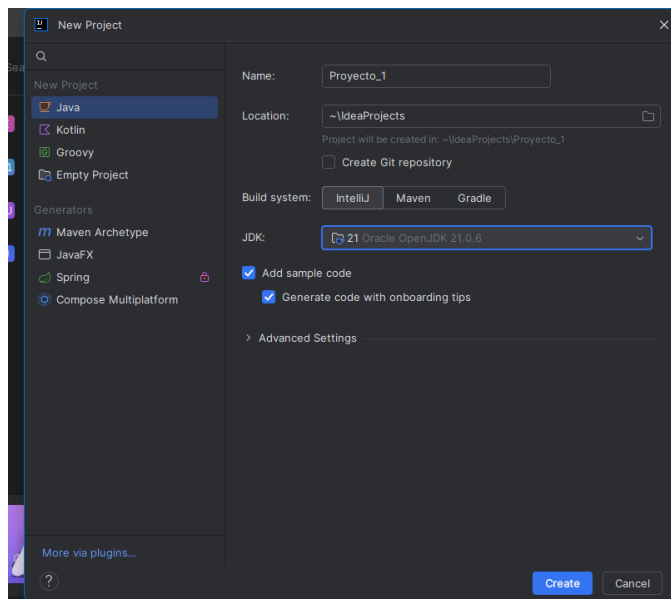 New Project
New Project
Java
Kotlin
Groovy
Empty Project
Generators
Maven Archetype
JavaFX
Spring
Compose Multiplatform
More via plugins...
Name: Proyecto_1
Location: ~\IdeaProjects
Project will be created in: ~\IdeaProjects\Proyecto_1
Create Git repository
Build system: IntelliJ Maven Gradle
JDK: 21 Oracle OpenJDK 21.0.6
Add sample code
Generate code with onboarding tips
Advanced Settings
? Create Cancel